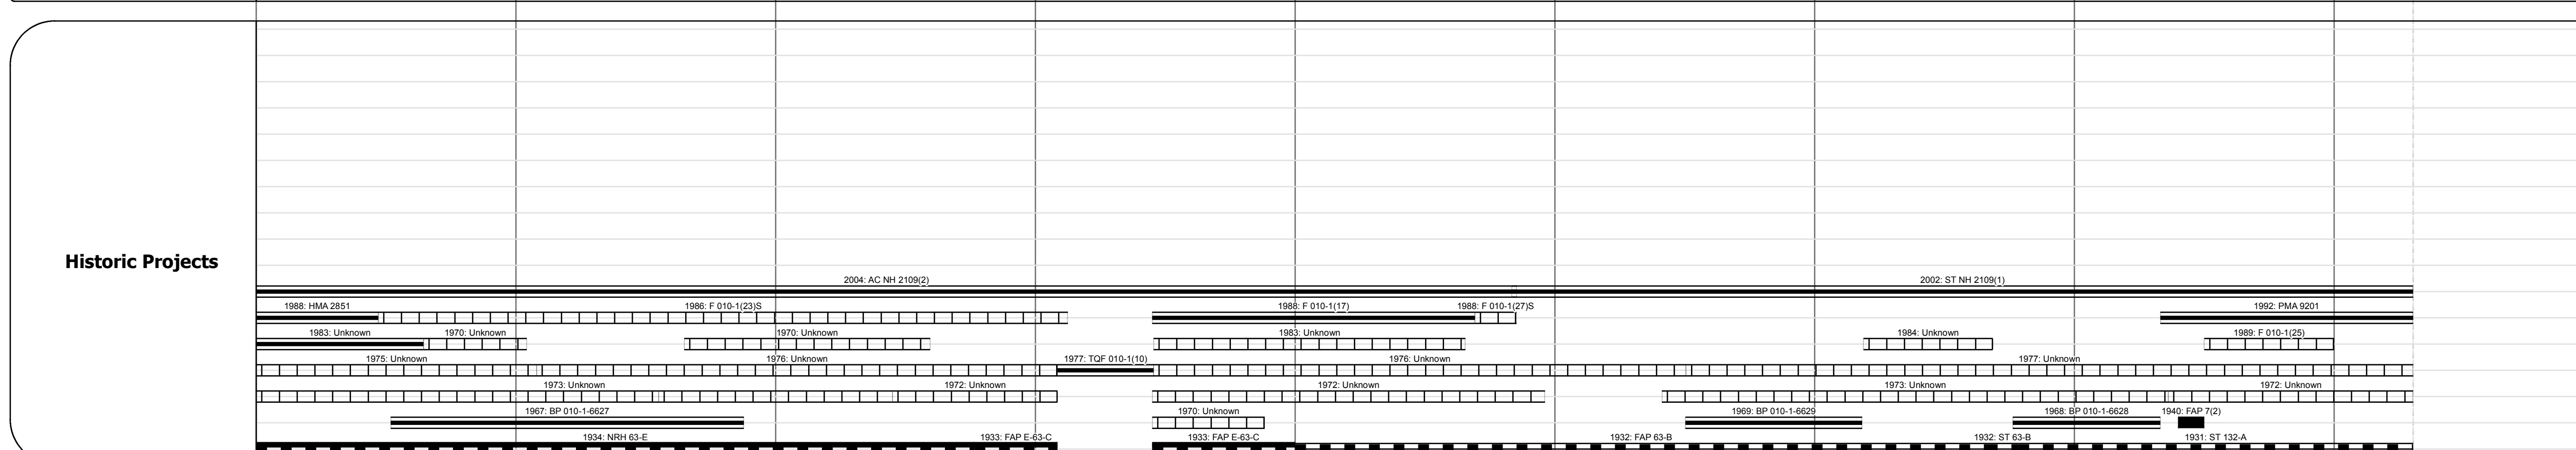 Historic Projects
2004: AC NH 2109(2) 2002: ST NH 2109(1)
1988: HMA 2851 1986: F 010-1(23)S 1988: F 010-1(17) 1988: F 010-1(27)S 1992: PMA 9201
1983: Unknown 1970: Unknown 1970: Unknown 1983: Unknown 1984: Unknown 1989: F 010-1(25)
1975: Unknown 1976: Unknown 1977: TQF 010-1(10) 1976: Unknown 1977: Unknown
1973: Unknown 1972: Unknown 1972: Unknown 1973: Unknown 1972: Unknown
1967: BP 010-1-6627 1970: Unknown 1969: BP 010-1-6629 1968: BP 010-1-6628 1940: FAP 7(2)
1934: NRH 63-E 1933: FAP E-63-C 1933: FAP E-63-C 1932: FAP 63-B 1932: ST 63-B 1931: ST 132-A